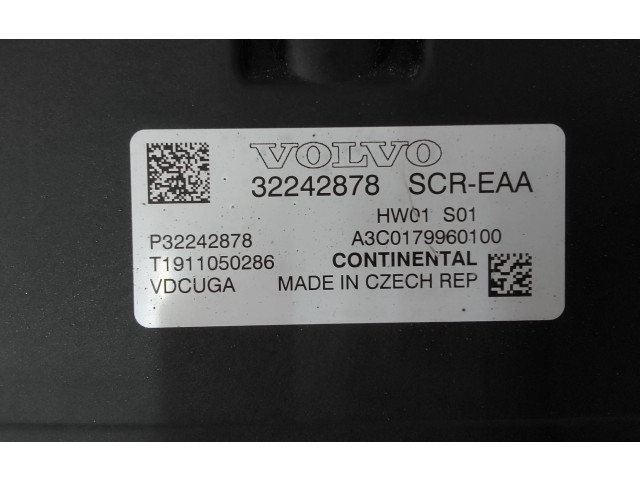 VOLVO
32242878 SCR-EAA
HW01 S01
P32242878 A3C0179960100
T1911050286 CONTINENTAL
VDCUGA MADE IN CZECH REP